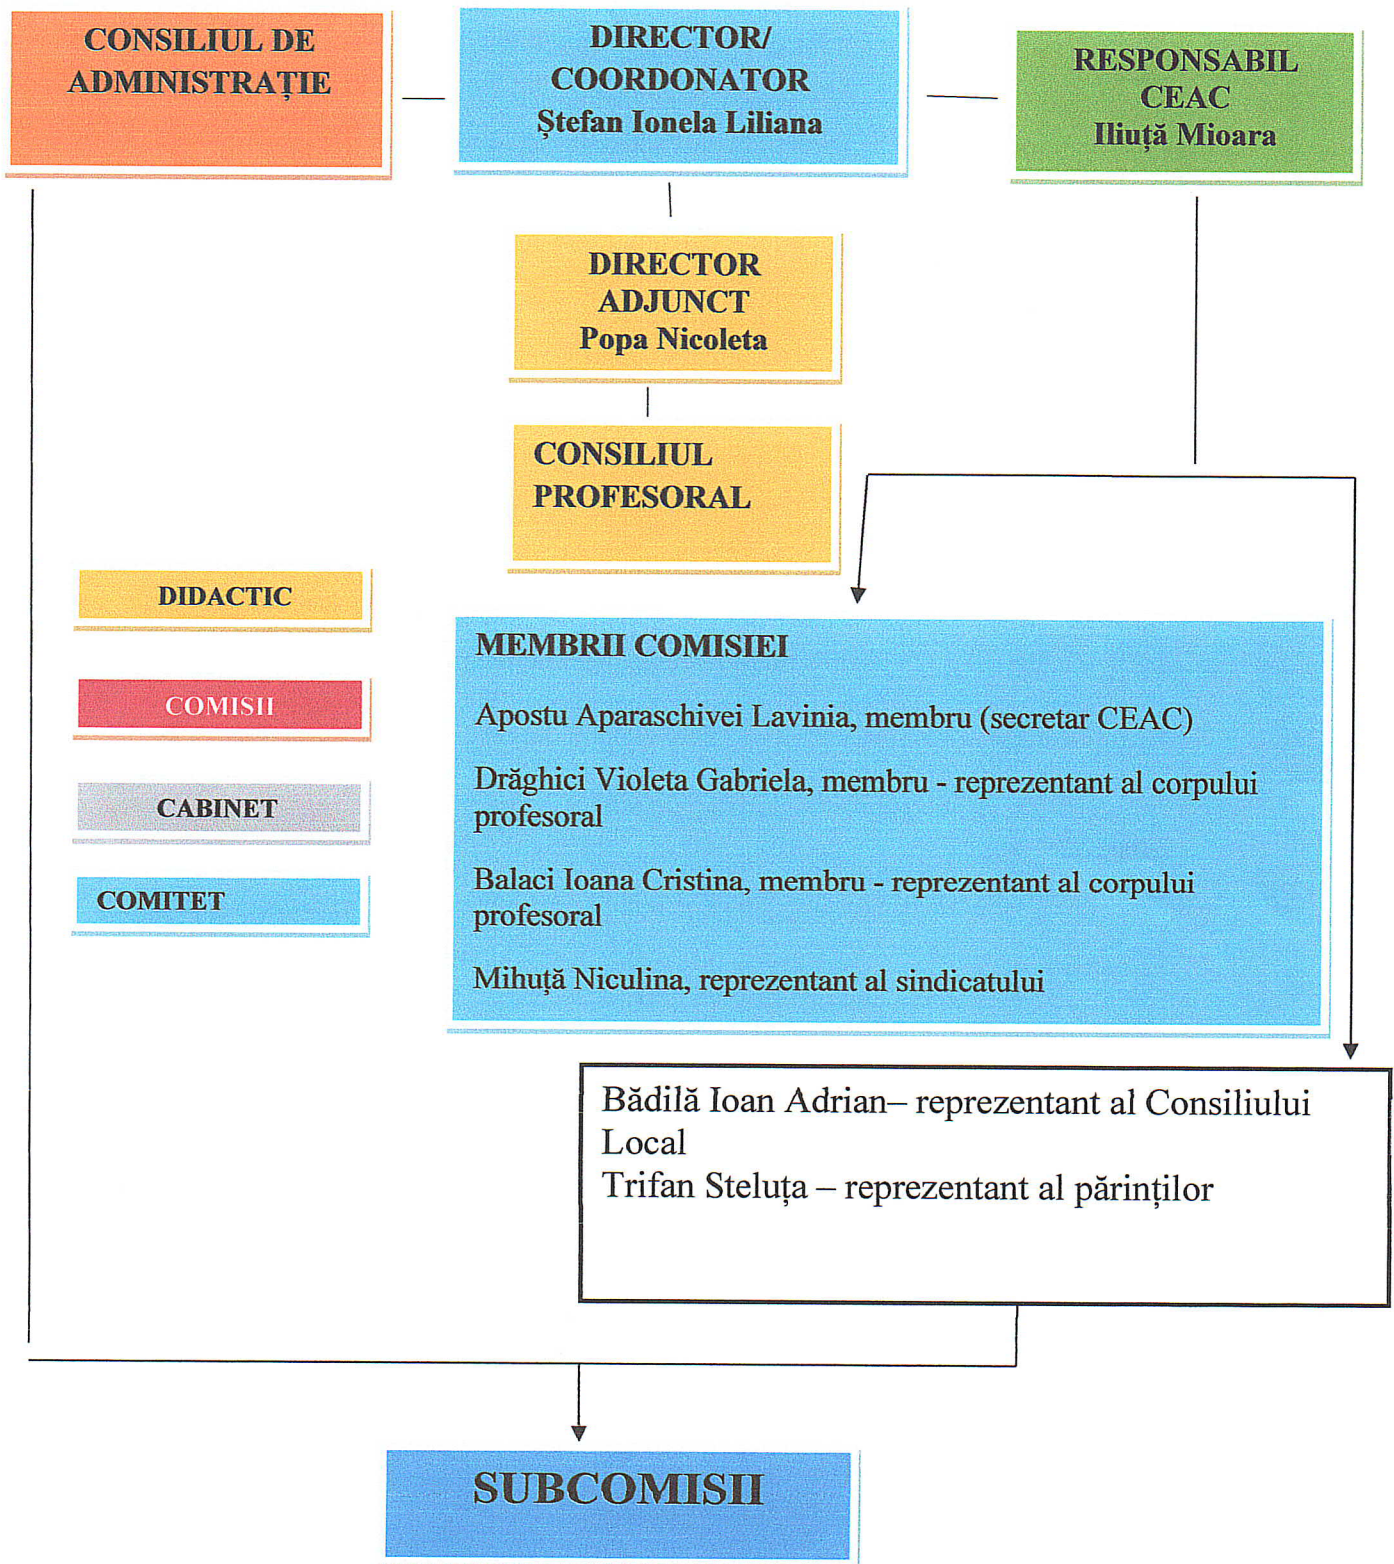 CONSILIUL DE
ADMINISTRAȚIE
DIRECTOR/
COORDONATOR
Ștefan Ionela Liliana
RESPONSABIL
CEAC
Iliuță Mioara
DIRECTOR
ADJUNCT
Popa Nicoleta
CONSILIUL
PROFESORAL
DIDACTIC
COMISII
CABINET
COMITET
MEMBRII COMISIEI
Apostu Aparaschivei Lavinia, membru (secretar CEAC)
Drăghici Violeta Gabriela, membru - reprezentant al corpului
profesoral
Balaci Ioana Cristina, membru - reprezentant al corpului
profesoral
Mihuță Niculina, reprezentant al sindicatului
Bădilă Ioan Adrian– reprezentant al Consiliului
Local
Trifan Steluța – reprezentant al părinților
SUBCOMISII